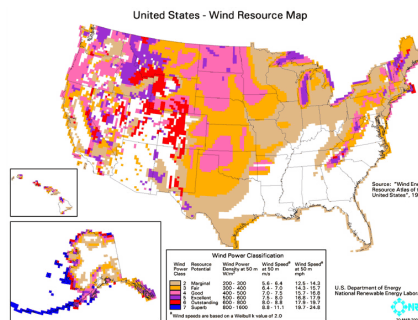 United States - Wind Resource Map
Source: "Wind Ene
Resource Atlas of t
United States", 19
Wind Power Classification
Wind Power Class Resource Potential Wind Power Density at 50 m W/m² Wind Speed at 50 m m/s Wind Speed at 50 m mph
2 Marginal 200 - 300 5.6 - 6.4 12.5 - 14.3
3 Fair 300 - 400 6.4 - 7.0 14.3 - 15.7
4 Good 400 - 500 7.0 - 7.5 15.7 - 16.8
5 Excellent 500 - 600 7.5 - 8.0 16.8 - 17.9
6 Outstanding 600 - 800 8.0 - 8.8 17.9 - 19.7
7 Superb 800 - 1600 8.8 - 11.1 19.7 - 24.8
Wind speeds are based on a Weibull k value of 2.0
U.S. Department of Energy
National Renewable Energy Labor